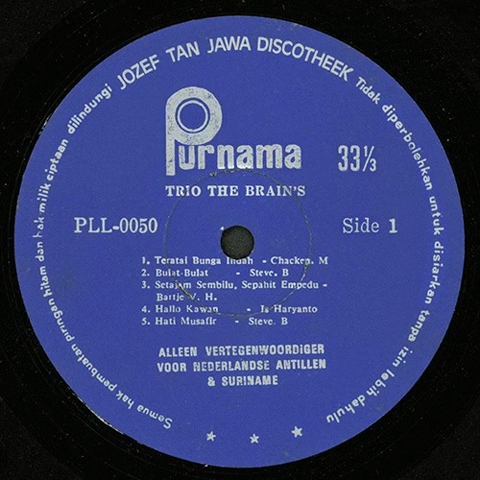 Semua hak pembuatan piringan hitam dan hak milik ciptaan dilindungi
JOZEF TAN JAWA DISCOTHEEK
Tidak diperbolehkan untuk disiarkan tanpa izin lebih dahulu
Purnama
33⅓
TRIO THE BRAIN'S
PLL-0050
Side 1
1. Teratai Bunga Indah - Chacken. M
2. Bulat-Bulat - Steve. B
3. Setajam Sembilu, Sepahit Empedu -
Bartje V. H.
4. Hallo Kawan - Is Haryanto
5. Hati Musafir - Steve. B
ALLEEN VERTEGENWOORDIGER
VOOR NEDERLANDSE ANTILLEN
& SURINAME